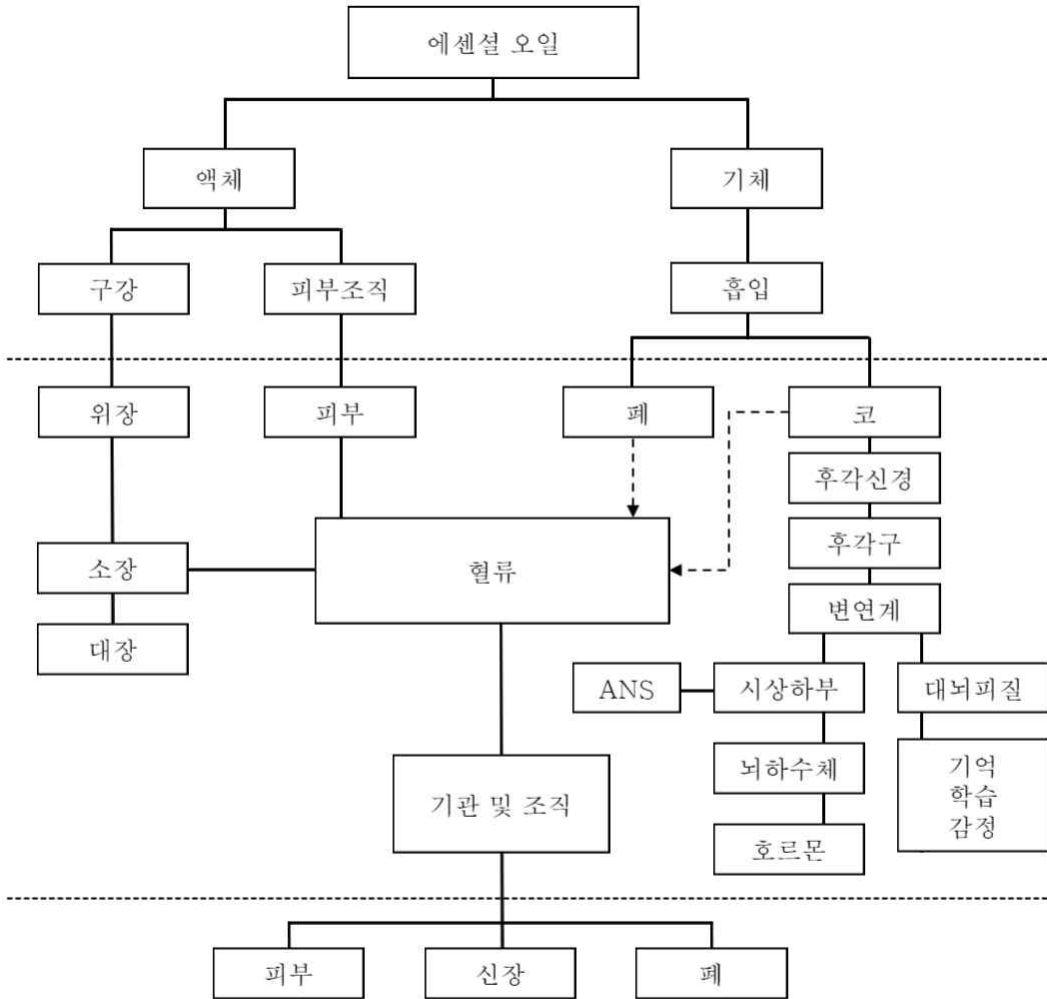 에센셜 오일
액체
기체
구강
피부조직
흡입
위장
피부
폐
코
후각신경
후각구
소장
혈류
변연계
대장
ANS
시상하부
대뇌피질
뇌하수체
기억
학습
감정
기관 및 조직
호르몬
피부
신장
폐